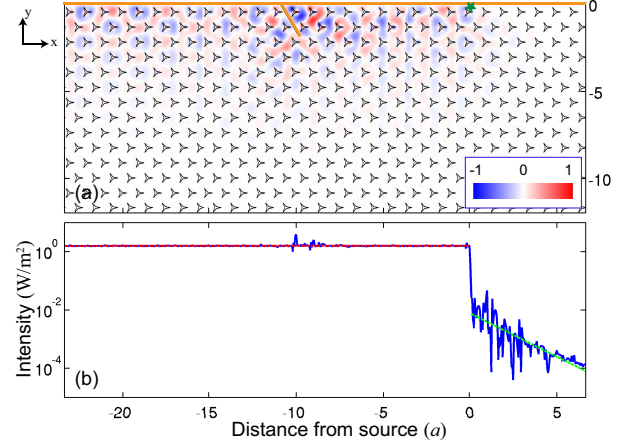 y
x
0
-5
-10
-1 0 1
(a)
10^0
10^-2
10^-4
Intensity (W/m²)
(b)
-20 -15 -10 -5 0 5
Distance from source (a)